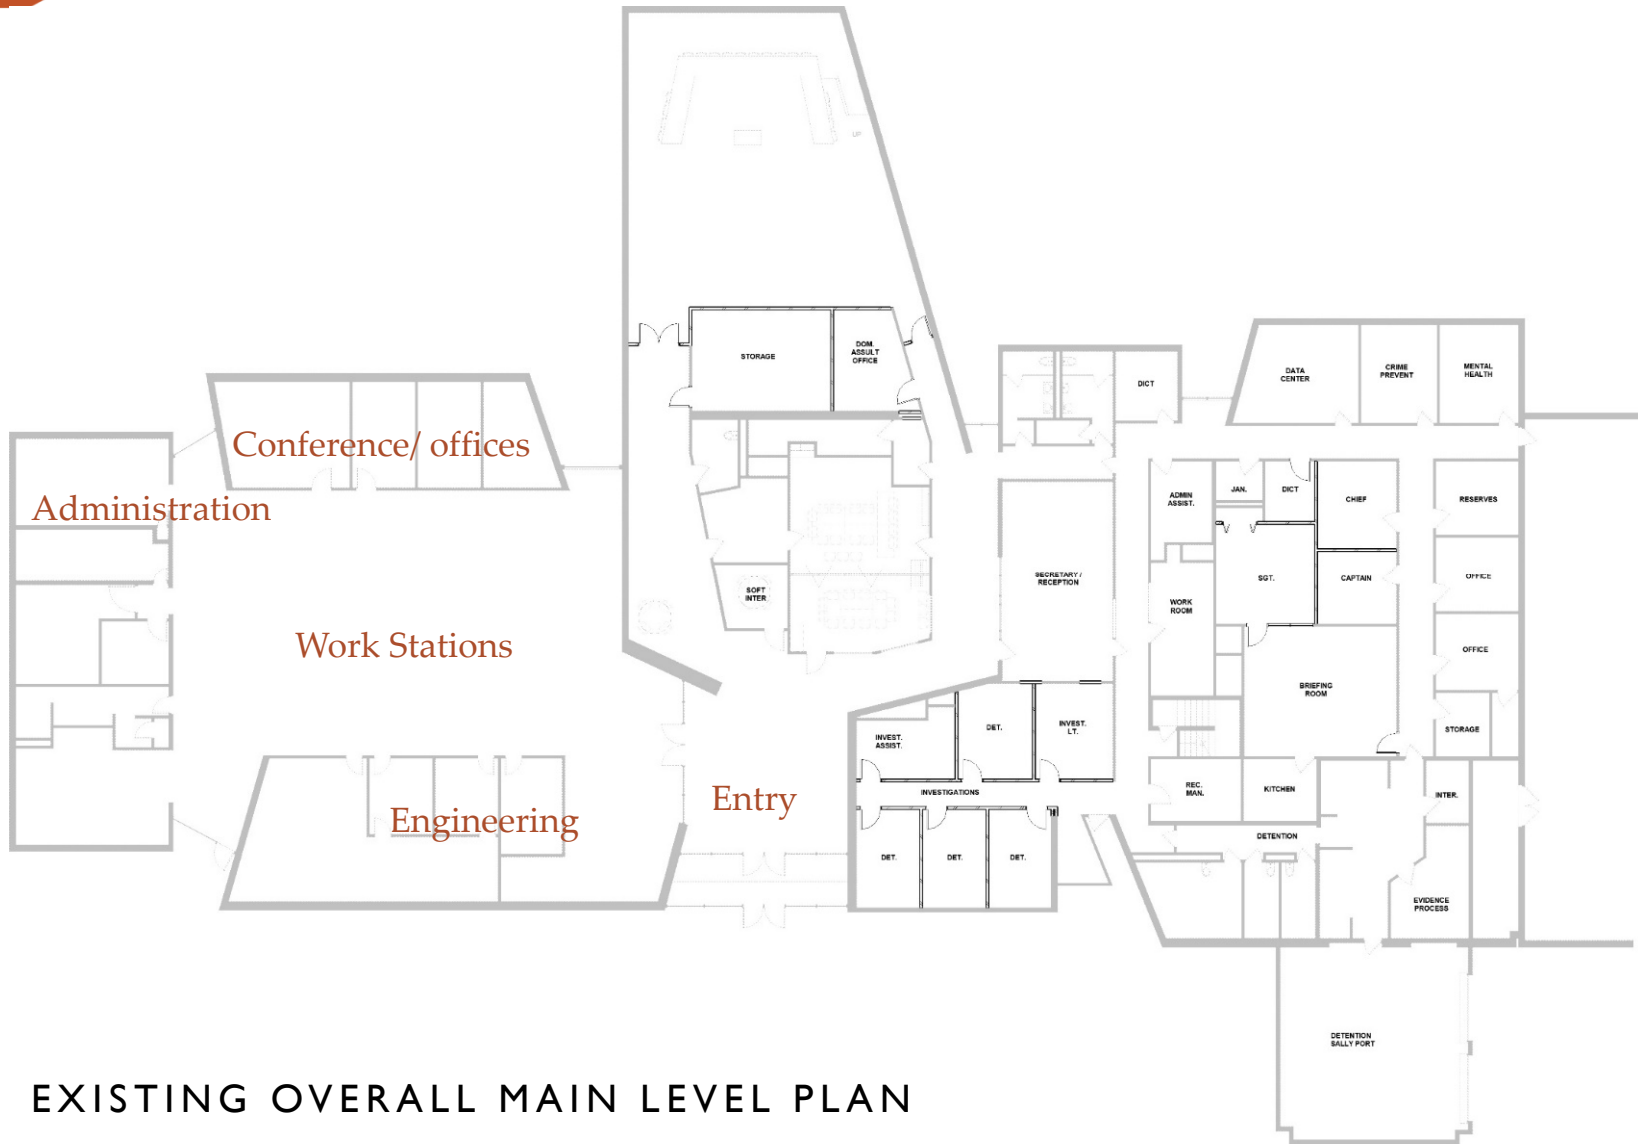 UP
STORAGE
DOM.
ASSULT
OFFICE
DICT
DATA
CENTER
CRIME
PREVENT
MENTAL
HEALTH
Conference/ offices
Administration
ADMIN
ASSIST.
JAN.
DICT
CHIEF
RESERVES
SECRETARY /
RECEPTION
SGT.
CAPTAIN
OFFICE
SOFT
INTER
WORK
ROOM
Work Stations
OFFICE
BRIEFING
ROOM
DET.
INVEST.
LT.
STORAGE
INVEST.
ASSIST.
Entry
INVESTIGATIONS
REC.
MAN.
KITCHEN
INTER.
Engineering
DETENTION
DET.
DET.
DET.
EVIDENCE
PROCESS
DETENTION
SALLY PORT
EXISTING OVERALL MAIN LEVEL PLAN